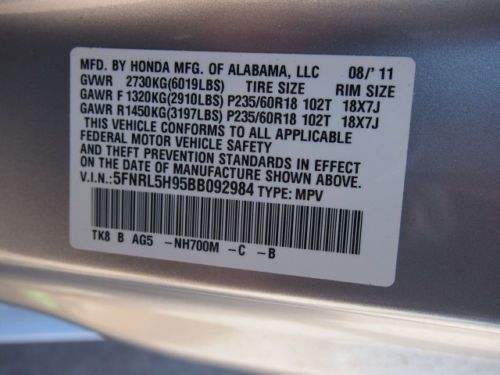 MFD. BY HONDA MFG. OF ALABAMA, LLC 08/'11
GVWR 2730KG(6019LBS) TIRE SIZE RIM SIZE
GAWR F 1320KG(2910LBS) P235/60R18 102T 18X7J
GAWR R1450KG(3197LBS) P235/60R18 102T 18X7J
THIS VEHICLE CONFORMS TO ALL APPLICABLE
FEDERAL MOTOR VEHICLE SAFETY
AND THEFT PREVENTION STANDARDS IN EFFECT
ON THE DATE OF MANUFACTURE SHOWN ABOVE.
V.I.N.:5FNRL5H95BB092984 TYPE: MPV
TK8 B AG5 -NH700M -C -B